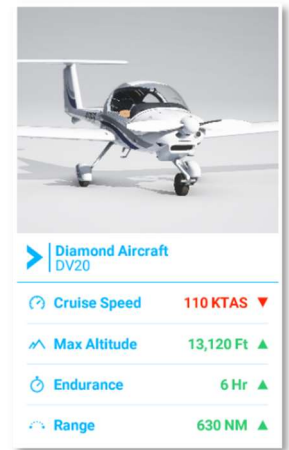 Diamond Aircraft
DV20
Cruise Speed 110 KTAS ▼
Max Altitude 13,120 Ft ▲
Endurance 6 Hr ▲
Range 630 NM ▲